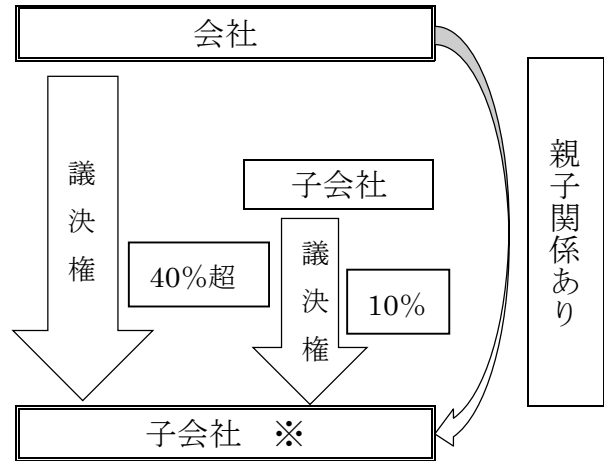 会社
議決権
40%超
子会社
議決権
10%
親子関係あり
子会社　※